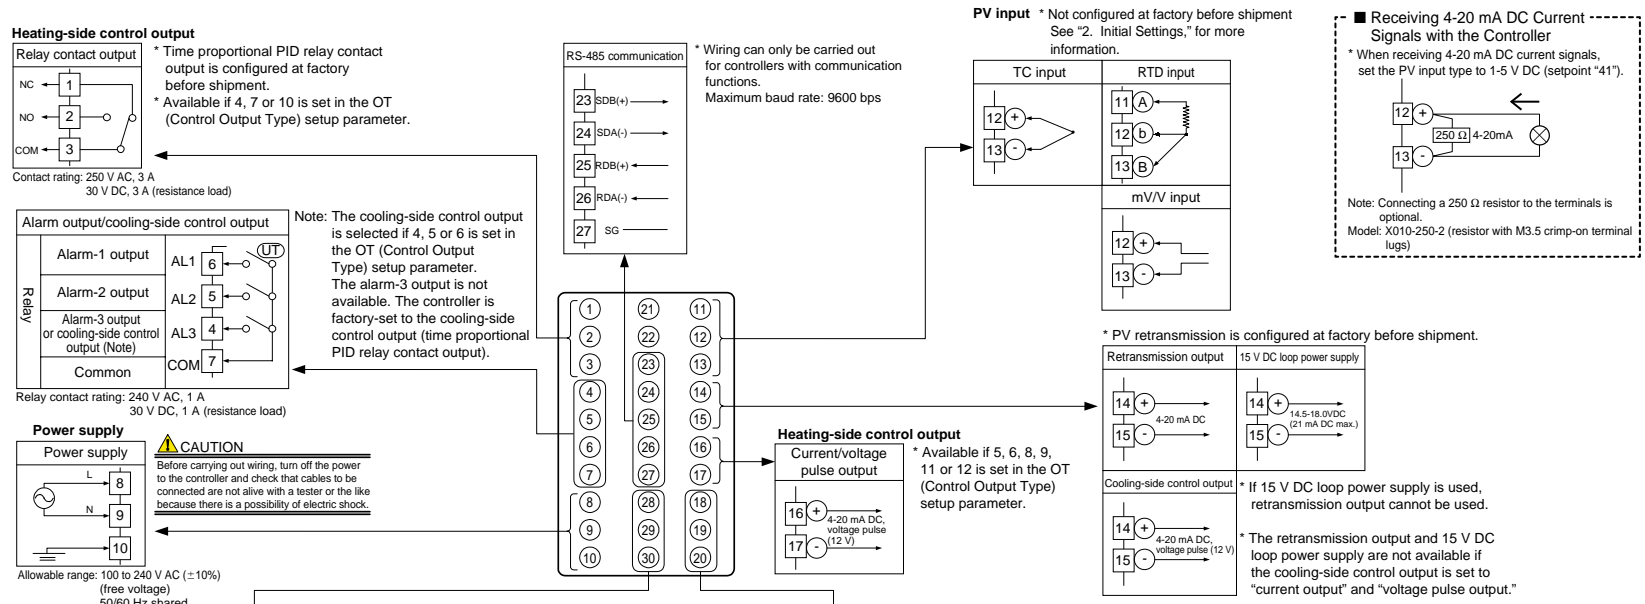 Heating-side control output
Relay contact output
NC
1
NO
2
COM
3
* Time proportional PID relay contact
output is configured at factory
before shipment.
* Available if 4, 7 or 10 is set in the OT
(Control Output Type) setup parameter.
Contact rating: 250 V AC, 3 A
30 V DC, 3 A (resistance load)
Alarm output/cooling-side control output
Relay
Alarm-1 output
AL1
6
UT
Alarm-2 output
AL2
5
Alarm-3 output
or cooling-side control
output (Note)
AL3
4
Common
COM
7
Relay contact rating: 240 V AC, 1 A
30 V DC, 1 A (resistance load)
Note: The cooling-side control output
is selected if 4, 5 or 6 is set in
the OT (Control Output
Type) setup parameter.
The alarm-3 output is not
available. The controller is
factory-set to the cooling-side
control output (time proportional
PID relay contact output).
Power supply
Power supply
L
8
N
9
10
Allowable range: 100 to 240 V AC (±10%)
(free voltage)
50/60 Hz shared
CAUTION
Before carrying out wiring, turn off the power
to the controller and check that cables to be
connected are not alive with a tester or the like
because there is a possibility of electric shock.
RS-485 communication
23 SDB(+)
24 SDA(-)
25 RDB(+)
26 RDA(-)
27 SG
* Wiring can only be carried out
for controllers with communication
functions.
Maximum baud rate: 9600 bps
1 21 11
2 22 12
3 23 13
4 24 14
5 25 15
6 26 16
7 27 17
8 28 18
9 29 19
10 30 20
Heating-side control output
Current/voltage
pulse output
16 +
4-20 mA DC,
voltage pulse
(12 V)
17 -
* Available if 5, 6, 8, 9,
11 or 12 is set in the OT
(Control Output Type)
setup parameter.
PV input * Not configured at factory before shipment
See “2. Initial Settings,” for more
information.
TC input
12 +
13 -
RTD input
11 A
12 b
13 B
mV/V input
12 +
13 -
■ Receiving 4-20 mA DC Current
Signals with the Controller
* When receiving 4-20 mA DC current signals,
set the PV input type to 1-5 V DC (setpoint “41”).
12 +
250 Ω 4-20mA
13 -
Note: Connecting a 250 Ω resistor to the terminals is
optional.
Model: X010-250-2 (resistor with M3.5 crimp-on terminal
lugs)
* PV retransmission is configured at factory before shipment.
Retransmission output
14 +
4-20 mA DC
15 -
15 V DC loop power supply
14 +
14.5-18.0VDC
(21 mA DC max.)
15 -
Cooling-side control output
14 +
4-20 mA DC,
voltage pulse (12 V)
15 -
* If 15 V DC loop power supply is used,
retransmission output cannot be used.
* The retransmission output and 15 V DC
loop power supply are not available if
the cooling-side control output is set to
“current output” and “voltage pulse output.”